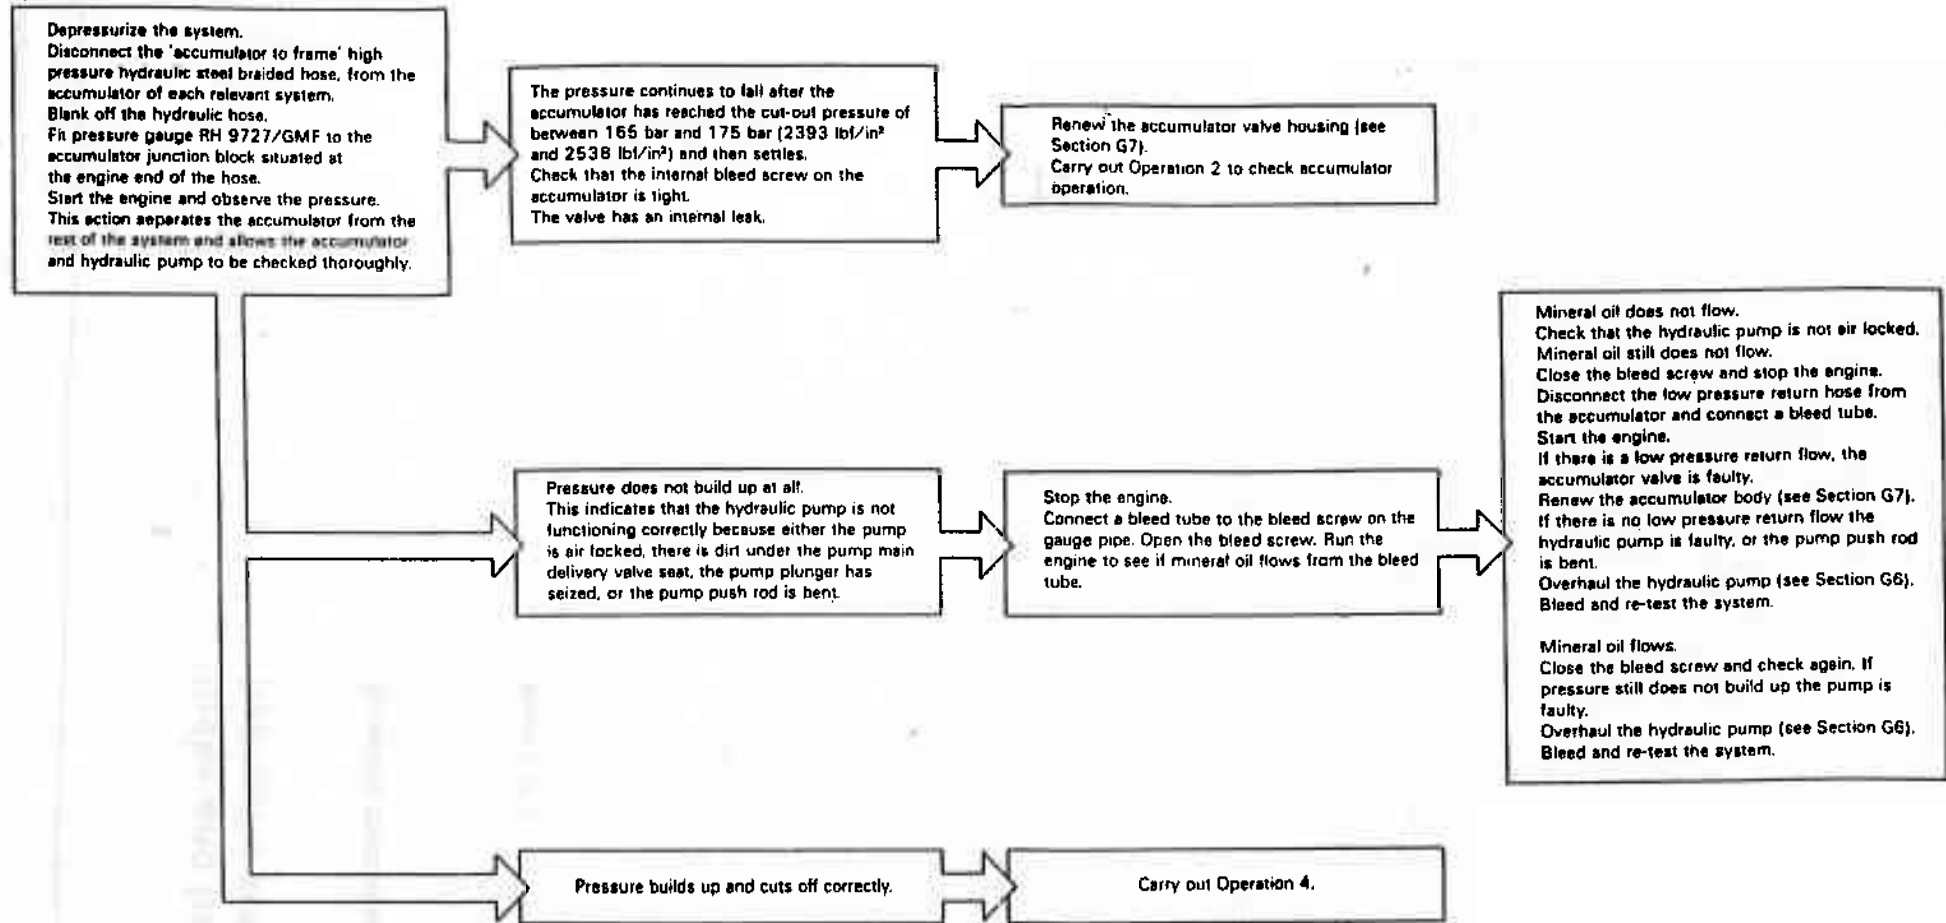 Depressurize the system.
Disconnect the 'accumulator to frame' high
pressure hydraulic steel braided hose, from the
accumulator of each relevant system.
Blank off the hydraulic hose.
Fit pressure gauge RH 9727/GMF to the
accumulator junction block situated at
the engine end of the hose.
Start the engine and observe the pressure.
This action separates the accumulator from the
rest of the system and allows the accumulator
and hydraulic pump to be checked thoroughly.
The pressure continues to fall after the
accumulator has reached the cut-out pressure of
between 165 bar and 175 bar (2393 lbf/in²
and 2538 lbf/in²) and then settles.
Check that the internal bleed screw on the
accumulator is tight.
The valve has an internal leak.
Renew the accumulator valve housing (see
Section G7).
Carry out Operation 2 to check accumulator
operation.
Pressure does not build up at all.
This indicates that the hydraulic pump is not
functioning correctly because either the pump
is air locked, there is dirt under the pump main
delivery valve seat, the pump plunger has
seized, or the pump push rod is bent.
Stop the engine.
Connect a bleed tube to the bleed screw on the
gauge pipe. Open the bleed screw. Run the
engine to see if mineral oil flows from the bleed
tube.
Mineral oil does not flow.
Check that the hydraulic pump is not air locked.
Mineral oil still does not flow.
Close the bleed screw and stop the engine.
Disconnect the low pressure return hose from
the accumulator and connect a bleed tube.
Start the engine.
If there is a low pressure return flow, the
accumulator valve is faulty.
Renew the accumulator body (see Section G7).
If there is no low pressure return flow the
hydraulic pump is faulty, or the pump push rod
is bent.
Overhaul the hydraulic pump (see Section G6).
Bleed and re-test the system.
Mineral oil flows.
Close the bleed screw and check again. If
pressure still does not build up the pump is
faulty.
Overhaul the hydraulic pump (see Section G6).
Bleed and re-test the system.
Pressure builds up and cuts off correctly.
Carry out Operation 4.